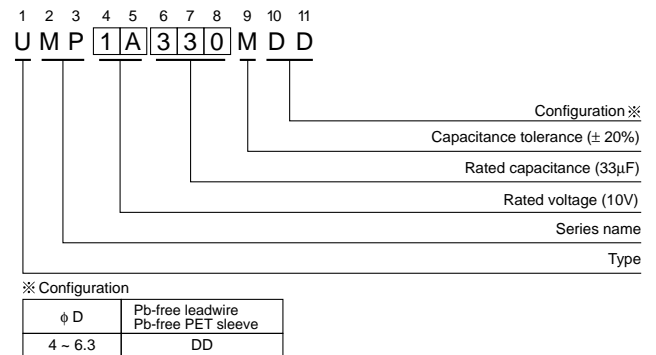 1 2 3 4 5 6 7 8 9 10 11
U M P 1 A 3 3 0 M D D
Configuration※
Capacitance tolerance (± 20%)
Rated capacitance (33μF)
Rated voltage (10V)
Series name
Type
※ Configuration
ϕ D
Pb-free leadwire
Pb-free PET sleeve
4 ~ 6.3
DD